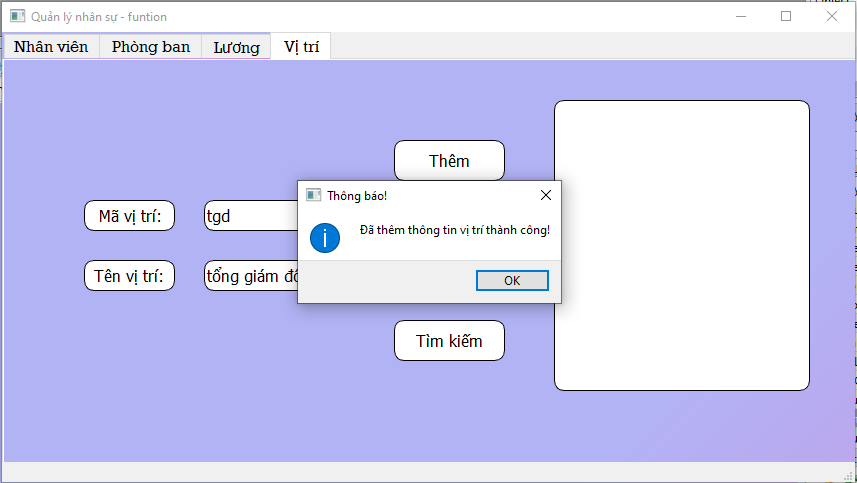 Quản lý nhân sự - funtion
Nhân viên Phòng ban Lương Vị trí
Thêm
Thông báo!
Mã vị trí: tgd
Đã thêm thông tin vị trí thành công!
Tên vị trí: tổng giám đố
OK
Tìm kiếm